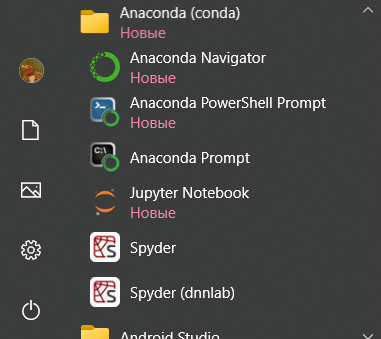 Anaconda (conda)
Новые
Anaconda Navigator
Новые
Anaconda PowerShell Prompt
Новые
Anaconda Prompt
Jupyter Notebook
Новые
Spyder
Spyder (dnnlab)
Android Studio